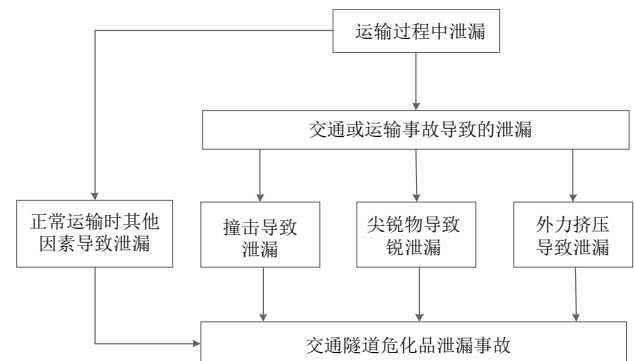 运输过程中泄漏
交通或运输事故导致的泄漏
正常运输时其他
因素导致泄漏
撞击导致
泄漏
尖锐物导致
锐泄漏
外力挤压
导致泄漏
交通隧道危化品泄漏事故